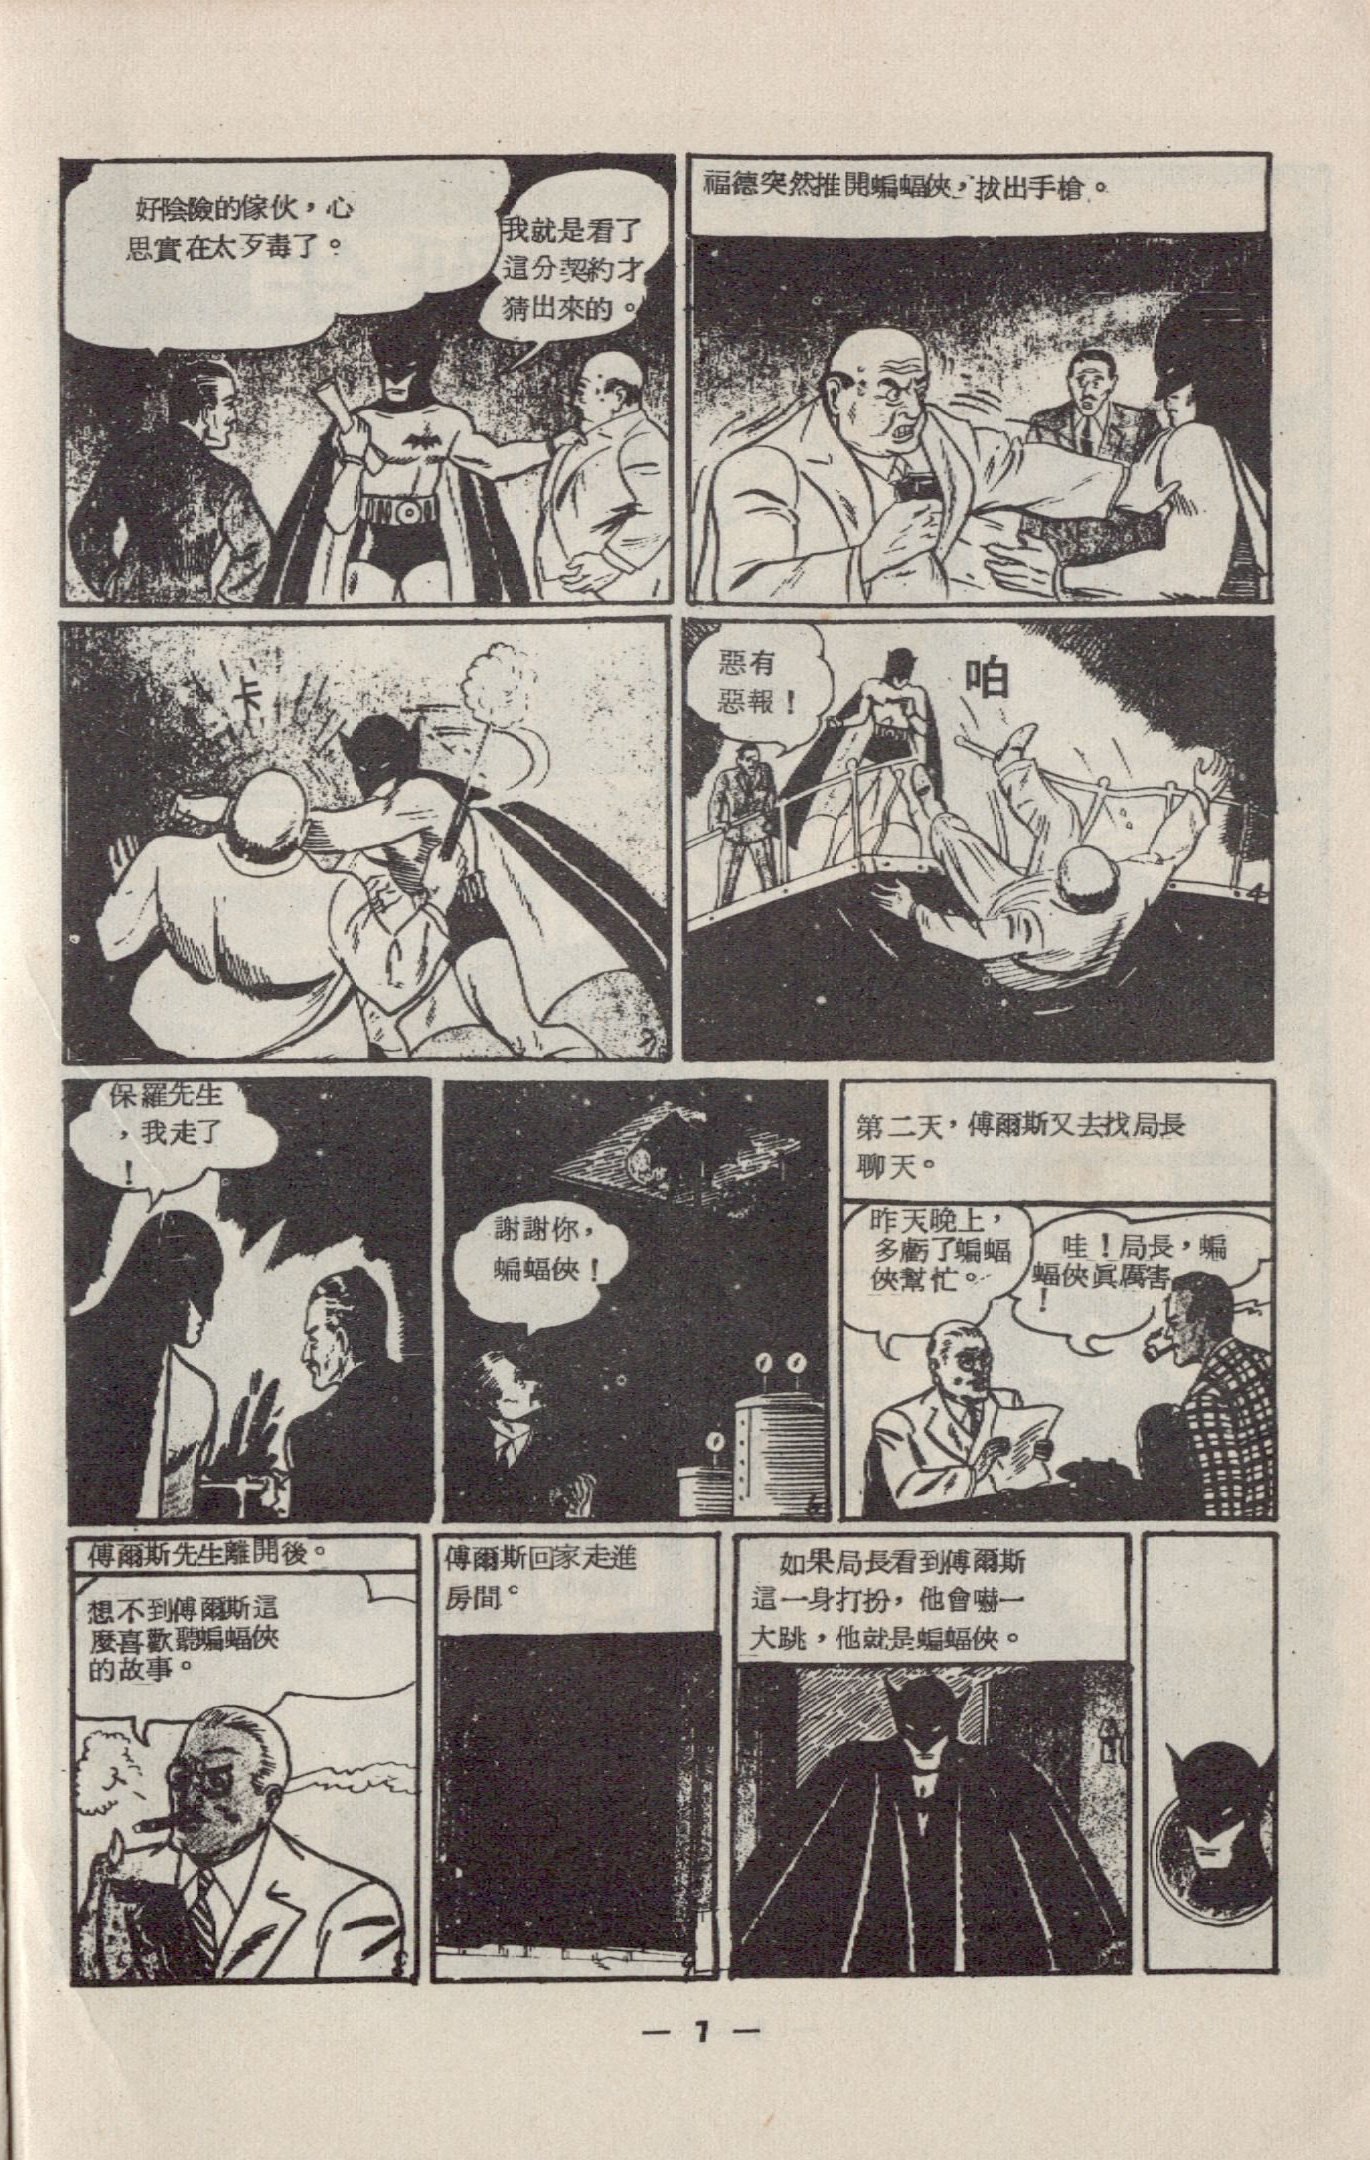 好陰險的傢伙，心
思實在太歹毒了。
我就是看了
這分契約才
猜出來的。
福德突然推開蝙蝠俠，拔出手槍。
卡
惡有
惡報！
咱
保羅先生
，我走了
！
謝謝你，
蝙蝠俠！
第二天，傅爾斯又去找局長
聊天。
昨天晚上，
多虧了蝙蝠
俠幫忙。
哇！局長，蝙
蝠俠眞厲害
！
傅爾斯先生離開後。
想不到傅爾斯這
麼喜歡聽蝙蝠俠
的故事。
傅爾斯回家走進
房間。
如果局長看到傅爾斯
這一身打扮，他會嚇一
大跳，他就是蝙蝠俠。
— 7 —